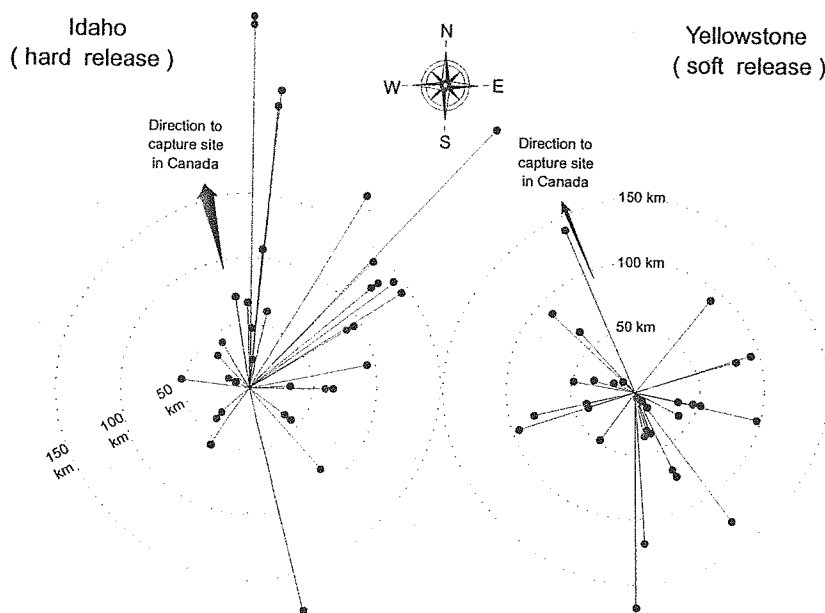 Idaho
( hard release )
Direction to
capture site
in Canada
50
km
100
km
150
km
N
W
E
S
Yellowstone
( soft release )
Direction to
capture site
in Canada
150 km
100 km
50 km